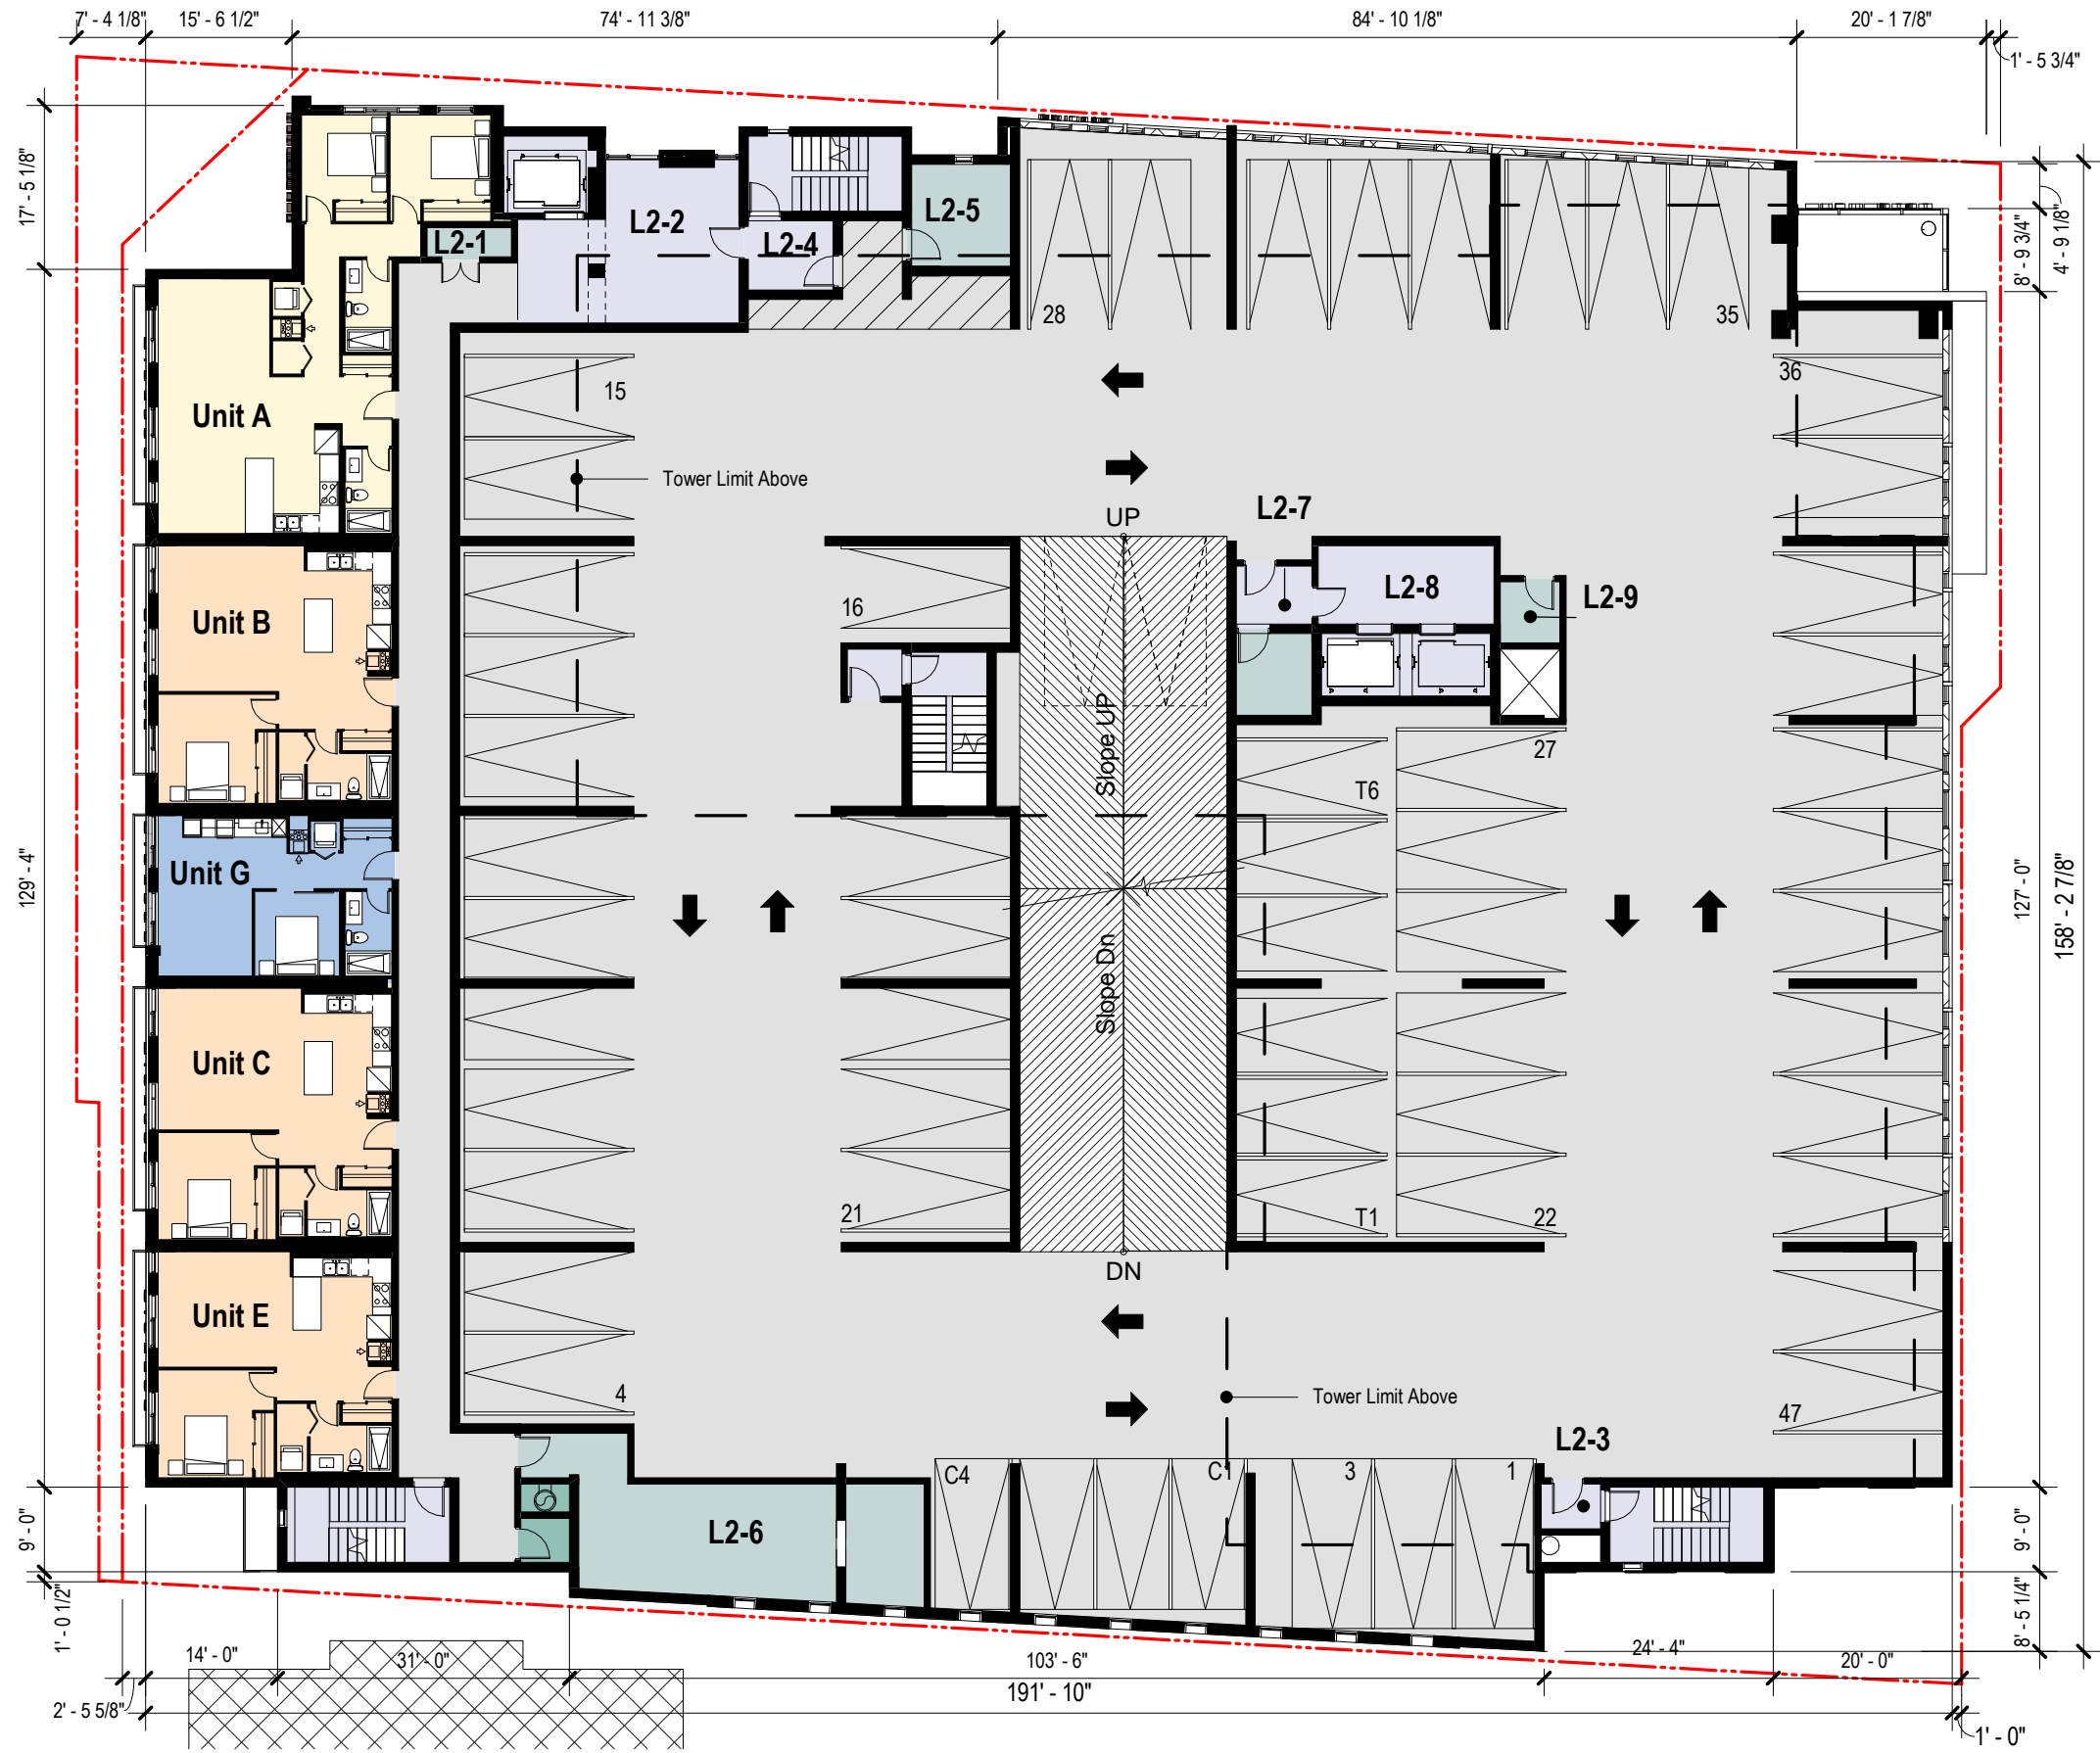 7' - 4 1/8"
15' - 6 1/2"
74' - 11 3/8"
84' - 10 1/8"
20' - 1 7/8"
1' - 5 3/4"
17' - 5 1/8"
8' - 9 3/4"
4' - 9 1/8"
L2-1
L2-2
L2-4
L2-5
28
35
36
15
Unit A
Tower Limit Above
L2-7
UP
16
L2-8
L2-9
Unit B
Slope UP
27
T6
129' - 4"
Unit G
127' - 0"
158' - 2 7/8"
Slope Dn
Unit C
21
T1
22
DN
Unit E
4
Tower Limit Above
47
L2-3
C4
C1
3
1
L2-6
9' - 0"
9' - 0"
1' - 0 1/2"
8' - 5 1/4"
14' - 0"
31' - 0"
103' - 6"
24' - 4"
20' - 0"
191' - 10"
2' - 5 5/8"
1' - 0"